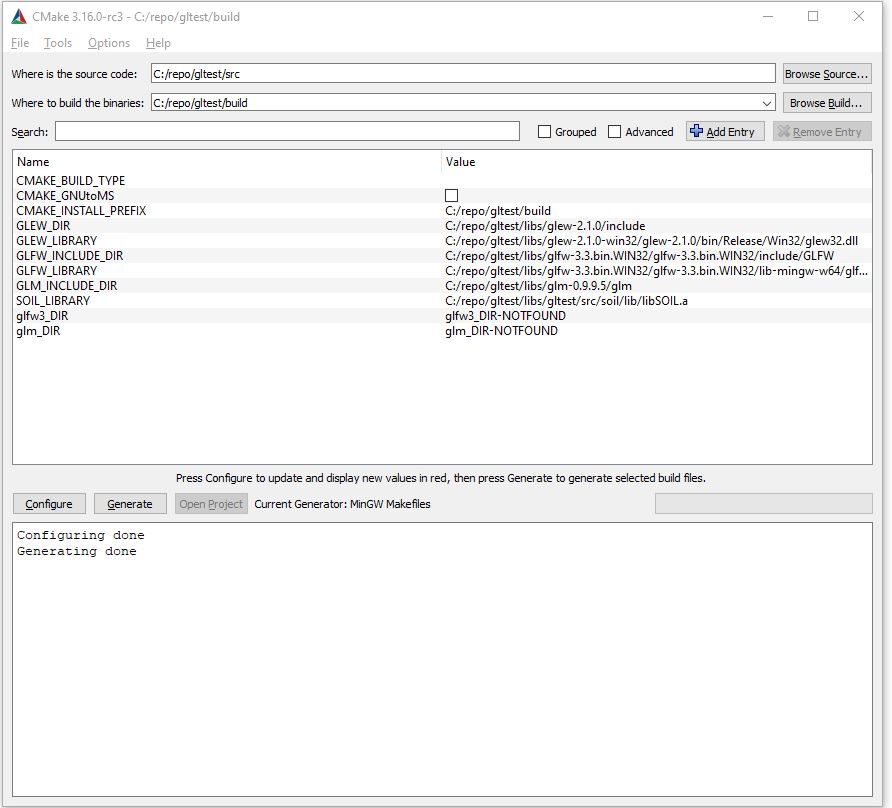 CMake 3.16.0-rc3 - C:/repo/gltest/build
File Tools Options Help
Where is the source code: C:/repo/gltest/src Browse Source...
Where to build the binaries: C:/repo/gltest/build Browse Build...
Search: Grouped Advanced Add Entry Remove Entry
Name Value
CMAKE_BUILD_TYPE
CMAKE_GNUtoMS
CMAKE_INSTALL_PREFIX C:/repo/gltest/build
GLEW_DIR C:/repo/gltest/libs/glew-2.1.0/include
GLEW_LIBRARY C:/repo/gltest/libs/glew-2.1.0-win32/glew-2.1.0/bin/Release/Win32/glew32.dll
GLFW_INCLUDE_DIR C:/repo/gltest/libs/glfw-3.3.bin.WIN32/glfw-3.3.bin.WIN32/include/GLFW
GLFW_LIBRARY C:/repo/gltest/libs/glfw-3.3.bin.WIN32/glfw-3.3.bin.WIN32/lib-mingw-w64/glf...
GLM_INCLUDE_DIR C:/repo/gltest/libs/glm-0.9.9.5/glm
SOIL_LIBRARY C:/repo/gltest/libs/gltest/src/soil/lib/libSOIL.a
glfw3_DIR glfw3_DIR-NOTFOUND
glm_DIR glm_DIR-NOTFOUND
Press Configure to update and display new values in red, then press Generate to generate selected build files.
Configure Generate Open Project Current Generator: MinGW Makefiles
Configuring done
Generating done